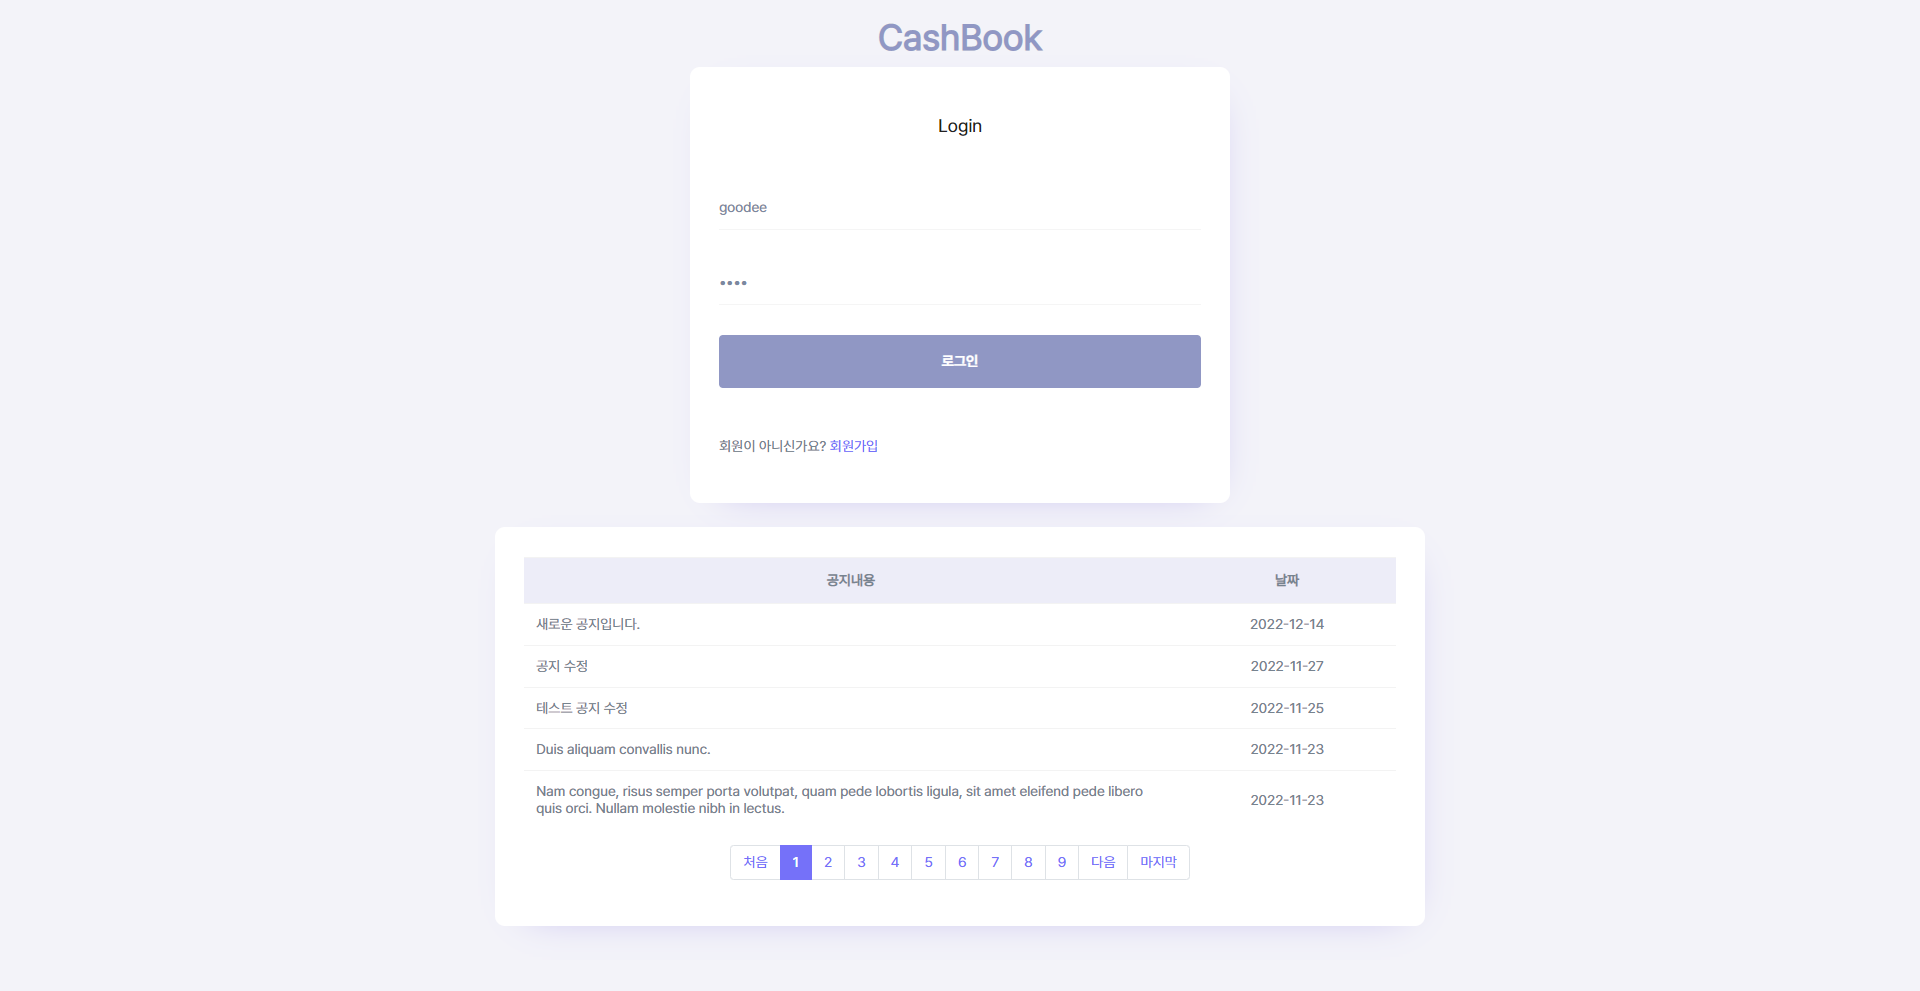 CashBook
Login
goodee
••••
로그인
회원이 아니신가요? 회원가입
공지내용 날짜
새로운 공지입니다. 2022-12-14
공지 수정 2022-11-27
테스트 공지 수정 2022-11-25
Duis aliquam convallis nunc. 2022-11-23
Nam congue, risus semper porta volutpat, quam pede lobortis ligula, sit amet eleifend pede libero
quis orci. Nullam molestie nibh in lectus. 2022-11-23
처음 1 2 3 4 5 6 7 8 9 다음 마지막